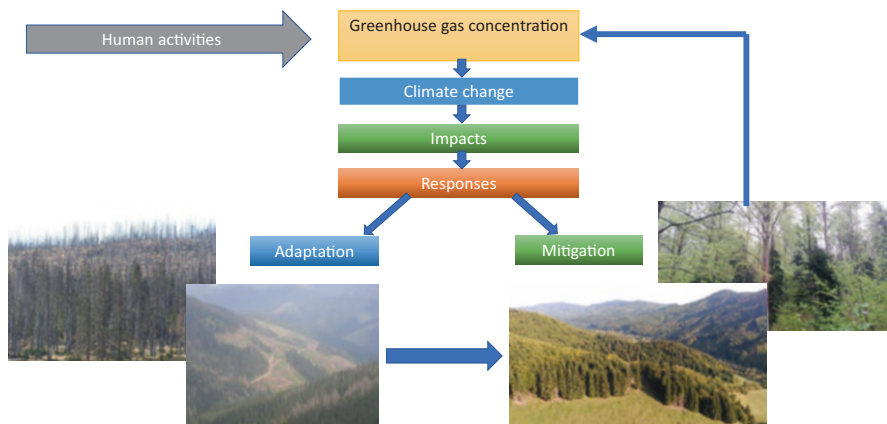 Human activities
Greenhouse gas concentration
Climate change
Impacts
Responses
Adaptation
Mitigation